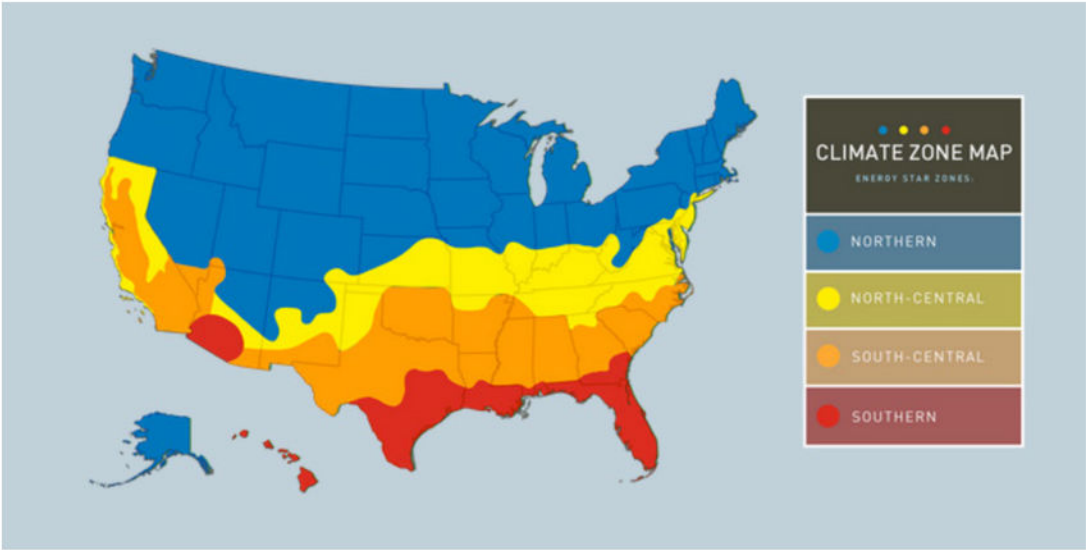 CLIMATE ZONE MAP
ENERGY STAR ZONES:
NORTHERN
NORTH-CENTRAL
SOUTH-CENTRAL
SOUTHERN